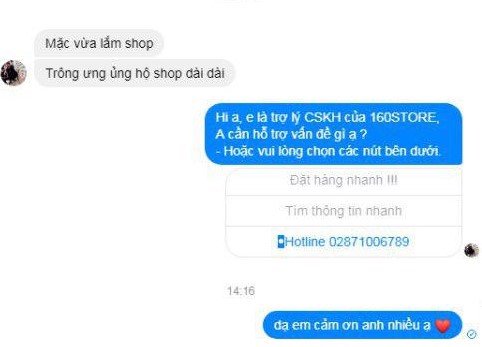 Mặc vừa lắm shop
Trông ưng ủng hộ shop dài dài
Hi a, e là trợ lý CSKH của 160STORE,
A cần hỗ trợ vấn đề gì ạ ?
- Hoặc vui lòng chọn các nút bên dưới.
Đặt hàng nhanh !!!
Tìm thông tin nhanh
Hotline 02871006789
14:16
dạ em cảm ơn anh nhiều ạ ❤